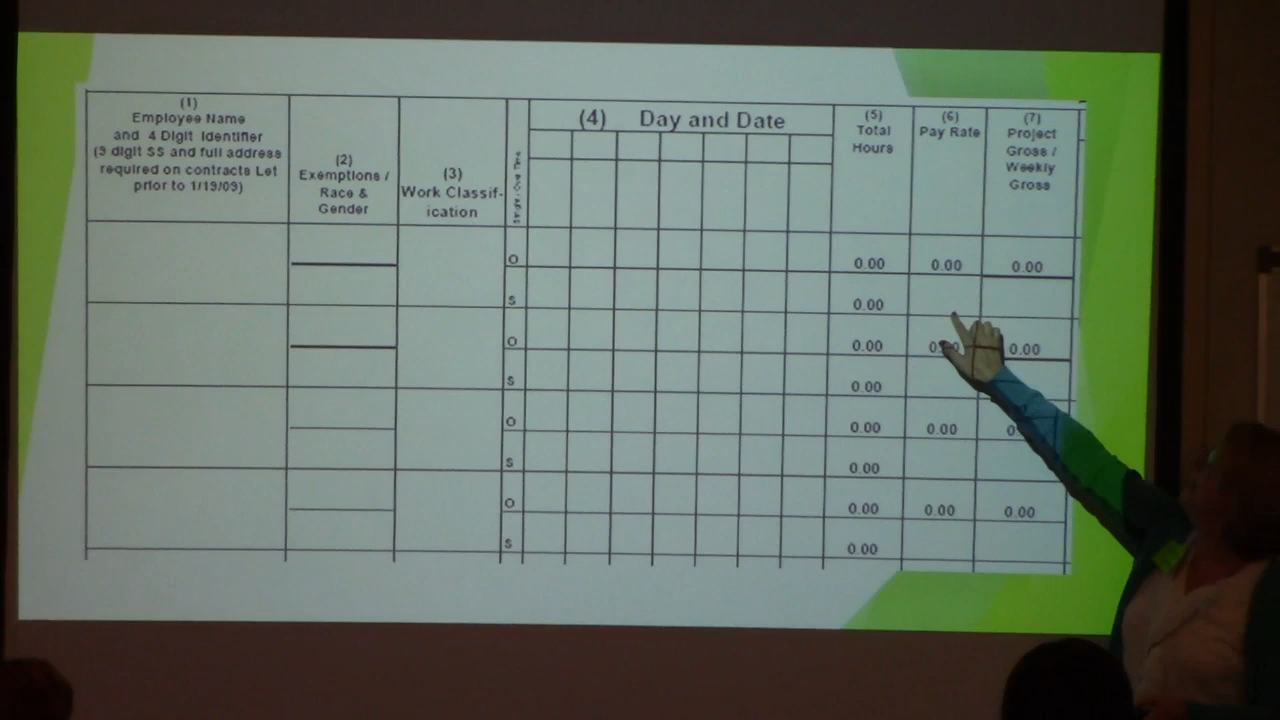 (1)
Employee Name
and 4 Digit Identifier
(9 digit SS and full address
required on contracts Let
prior to 1/19/09)
(2)
Exemptions /
Race &
Gender
(3)
Work Classif-
ication
(4) Day and Date
(5)
Total
Hours
(6)
Pay Rate
(7)
Project
Gross /
Weekly
Gross
O 0.00 0.00 0.00
S 0.00
O 0.00 0.00
S 0.00
O 0.00 0.00
S 0.00
O 0.00 0.00 0.00
S 0.00